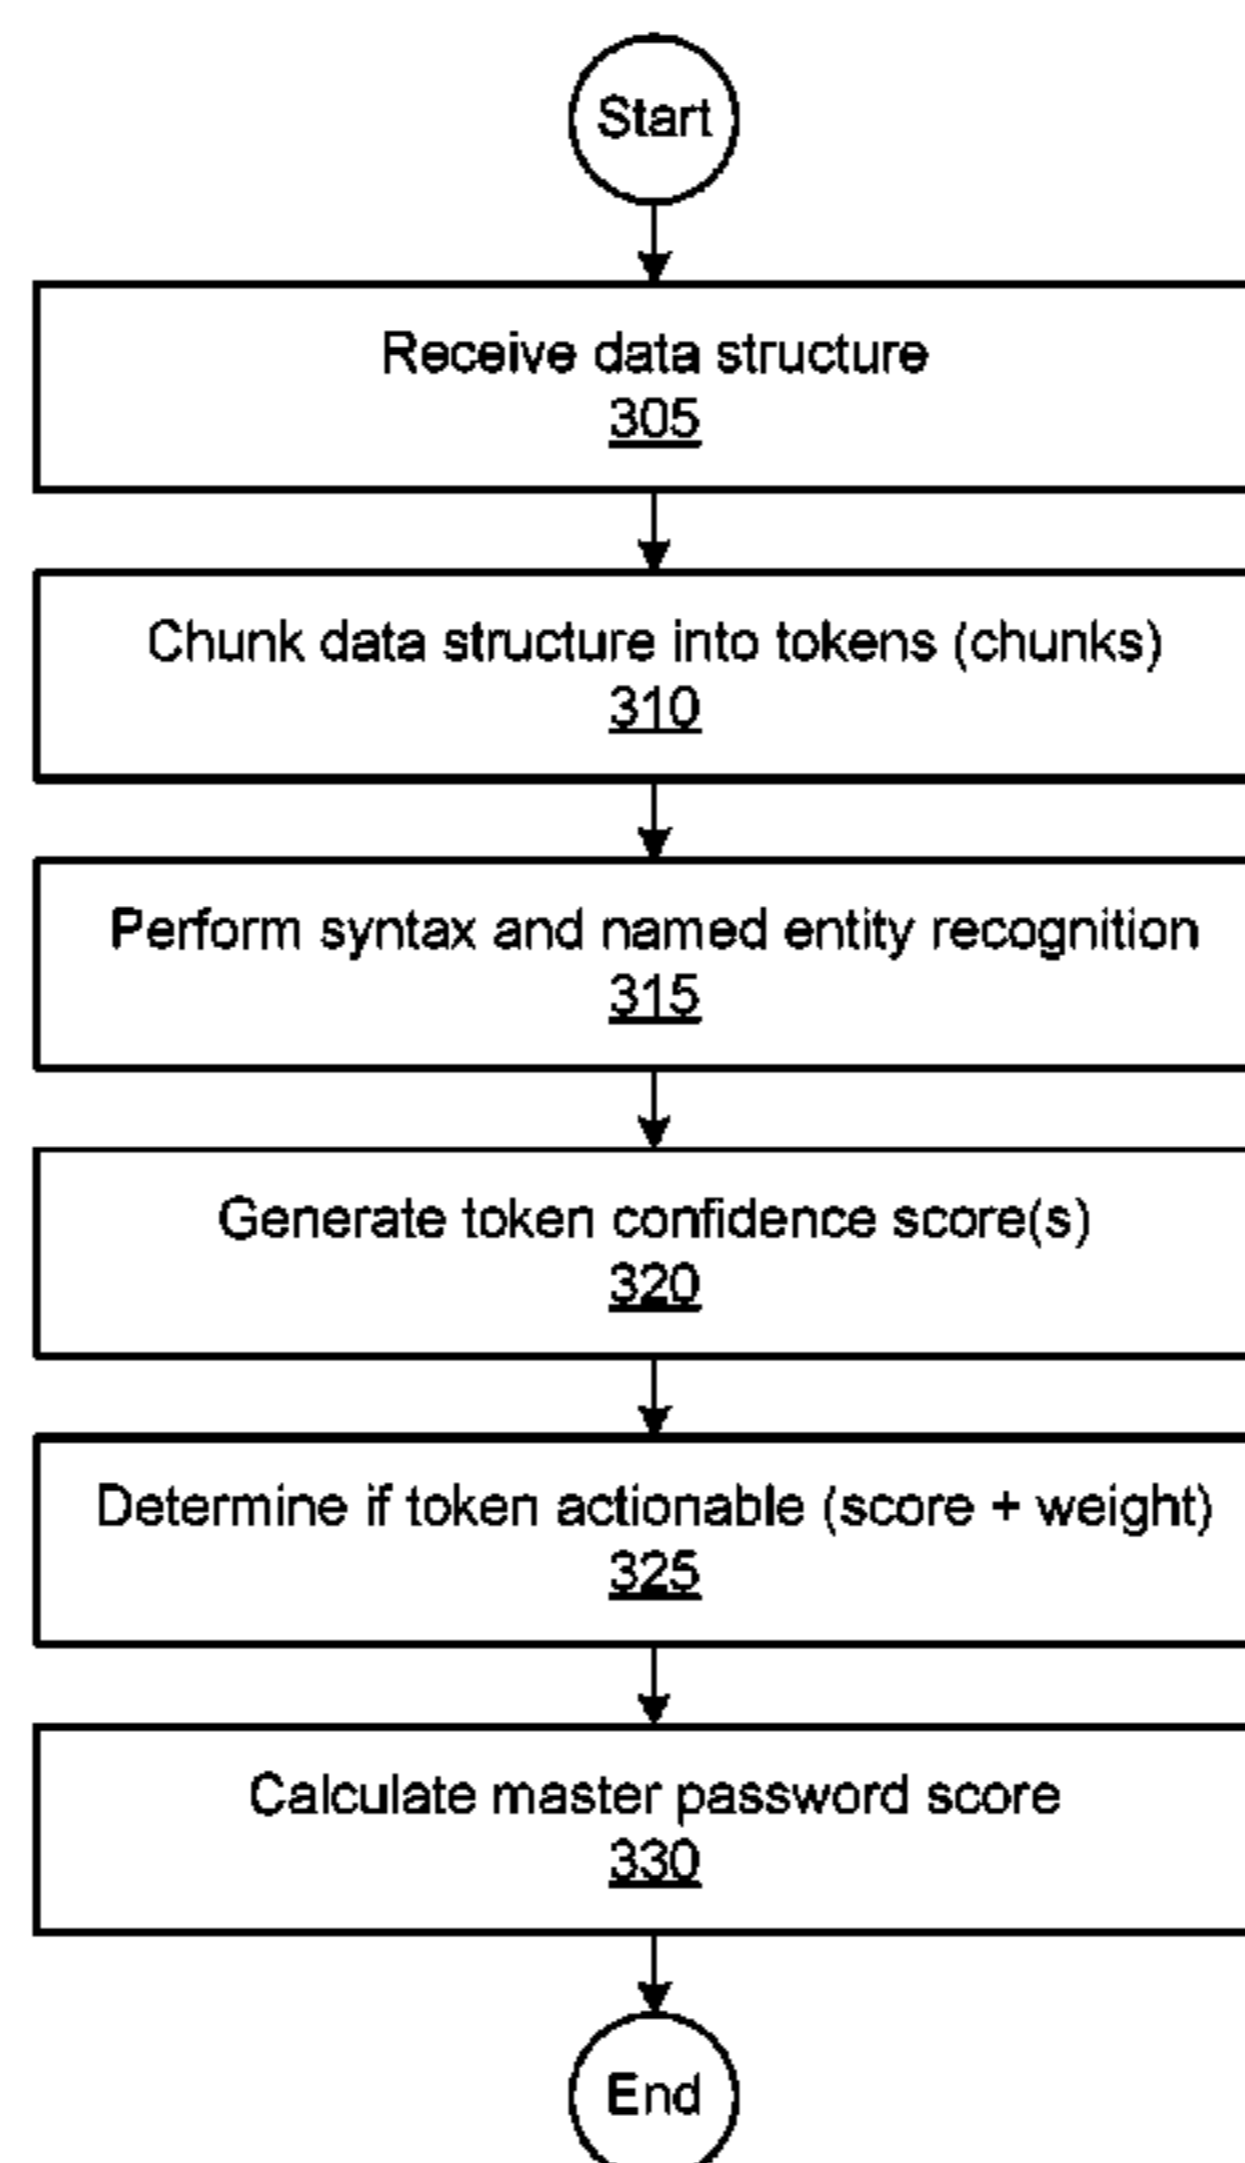 Start
Receive data structure
305
Chunk data structure into tokens (chunks)
310
Perform syntax and named entity recognition
315
Generate token confidence score(s)
320
Determine if token actionable (score + weight)
325
Calculate master password score
330
End